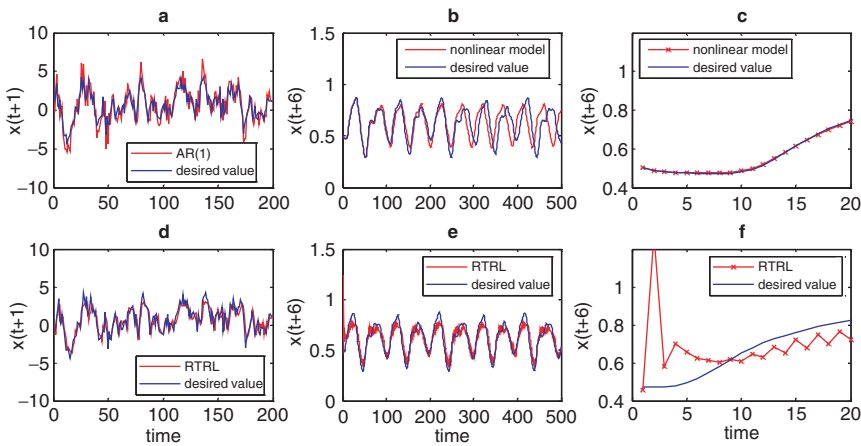 a
x(t+1)
10
5
0
−5
−10
0 50 100 150 200
AR(1)
desired value
b
x(t+6)
1.5
1
0.5
0
0 100 200 300 400 500
nonlinear model
desired value
c
x(t+6)
1
0.8
0.6
0.4
0 5 10 15 20
nonlinear model
desired value
d
x(t+1)
10
5
0
−5
−10
0 50 100 150 200
time
RTRL
desired value
e
x(t+6)
1.5
1
0.5
0
0 100 200 300 400 500
time
RTRL
desired value
f
x(t+6)
1
0.8
0.6
0.4
0 5 10 15 20
time
RTRL
desired value